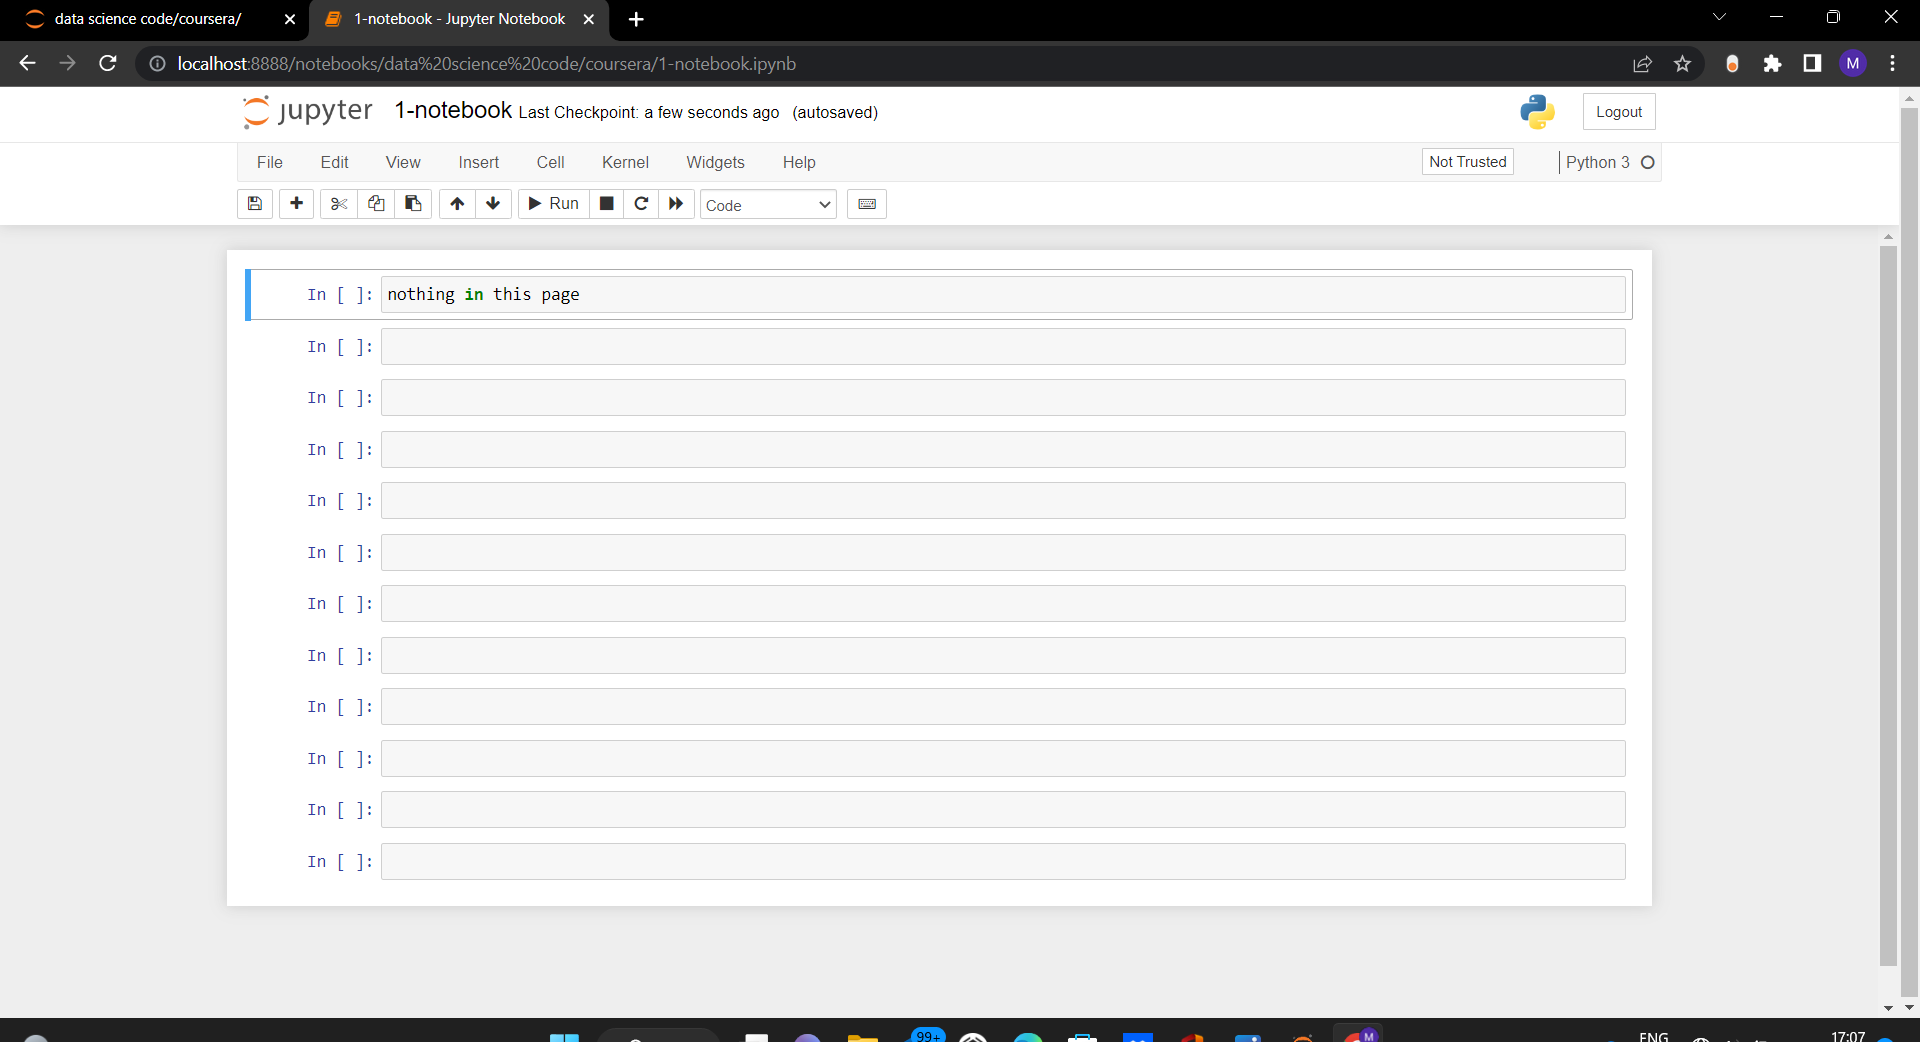 data science code/coursera/
1-notebook - Jupyter Notebook
localhost:8888/notebooks/data%20science%20code/coursera/1-notebook.ipynb
M
jupyter 1-notebook Last Checkpoint: a few seconds ago (autosaved)
Logout
File Edit View Insert Cell Kernel Widgets Help
Not Trusted
Python 3
Run
Code
In [ ]: nothing in this page
In [ ]:
In [ ]:
In [ ]:
In [ ]:
In [ ]:
In [ ]:
In [ ]:
In [ ]:
In [ ]:
In [ ]:
In [ ]:
99+
M
ENG
17:07